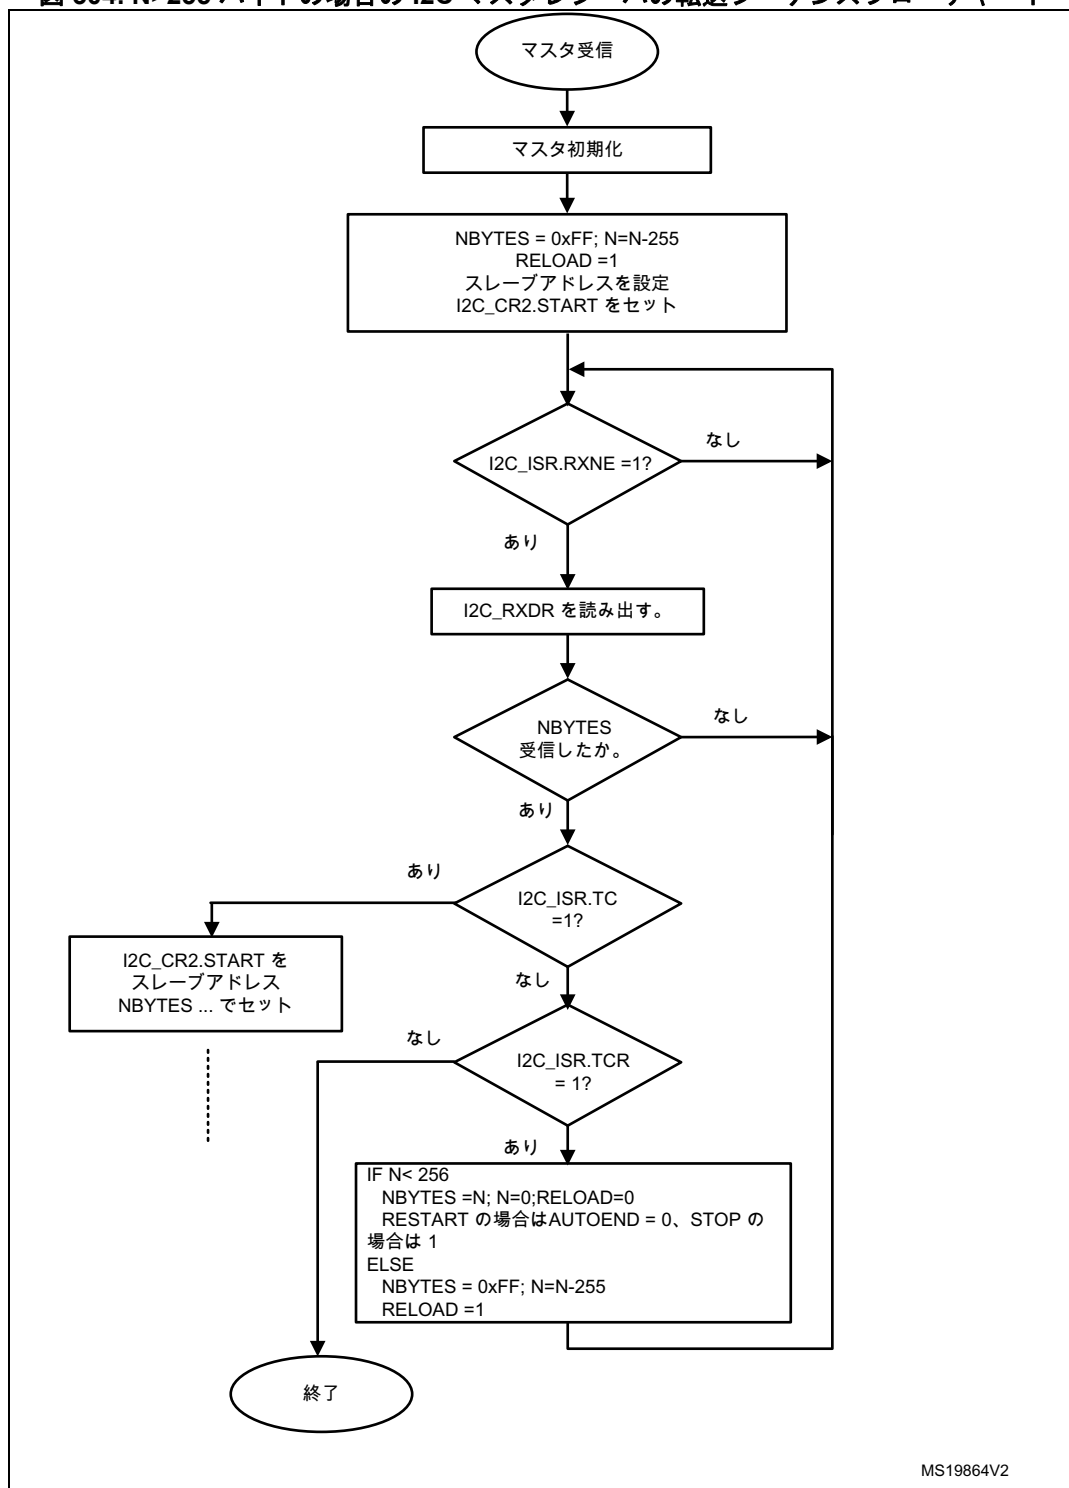 マスタ受信
マスタ初期化
NBYTES = 0xFF; N=N-255
RELOAD =1
スレーブアドレスを設定
I2C_CR2.START をセット
I2C_ISR.RXNE =1?
なし
あり
I2C_RXDR を読み出す。
NBYTES
受信したか。
なし
あり
I2C_ISR.TC
=1?
あり
なし
I2C_CR2.START を
スレーブアドレス
NBYTES ... でセット
I2C_ISR.TCR
= 1?
なし
あり
IF N< 256
NBYTES =N; N=0;RELOAD=0
RESTART の場合はAUTOEND = 0、STOP の
場合は 1
ELSE
NBYTES = 0xFF; N=N-255
RELOAD =1
終了
MS19864V2